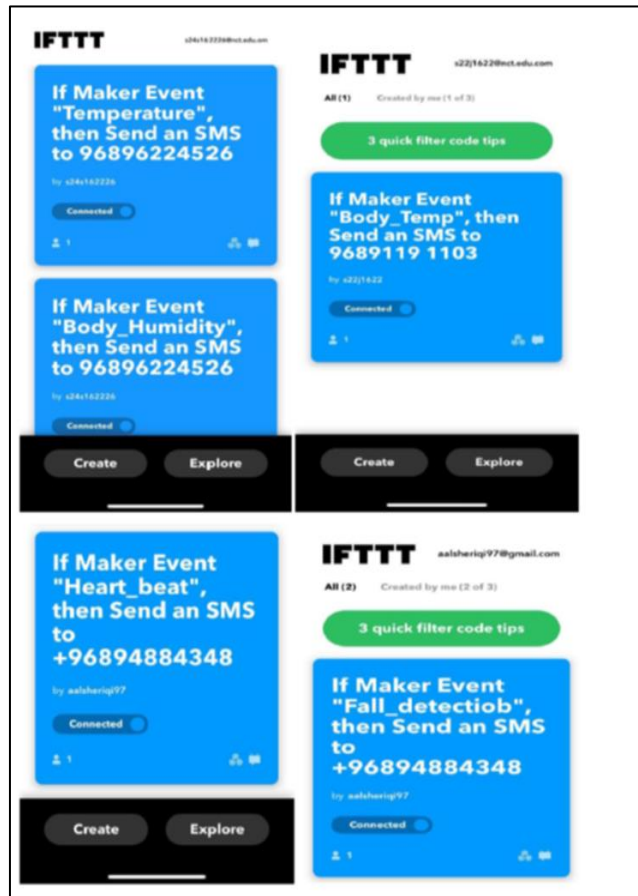 IFTTT
s24s162226@nct.edu.om
If Maker Event
"Temperature",
then Send an SMS
to 96896224526
by s24s162226
Connected
1
If Maker Event
"Body_Humidity",
then Send an SMS
to 96896224526
by s24s162226
Connected
Create Explore
IFTTT
s22j1622@nct.edu.com
All (1) Created by me (1 of 3)
3 quick filter code tips
If Maker Event
"Body_Temp", then
Send an SMS to
9689119 1103
by s22j1622
Connected
1
Create Explore
If Maker Event
"Heart_beat",
then Send an SMS
to
+96894884348
by aalsheriqi97
Connected
1
Create Explore
IFTTT
aalsheriqi97@gmail.com
All (2) Created by me (2 of 3)
3 quick filter code tips
If Maker Event
"Fall_detectiob",
then Send an SMS
to
+96894884348
by aalsheriqi97
Connected
1